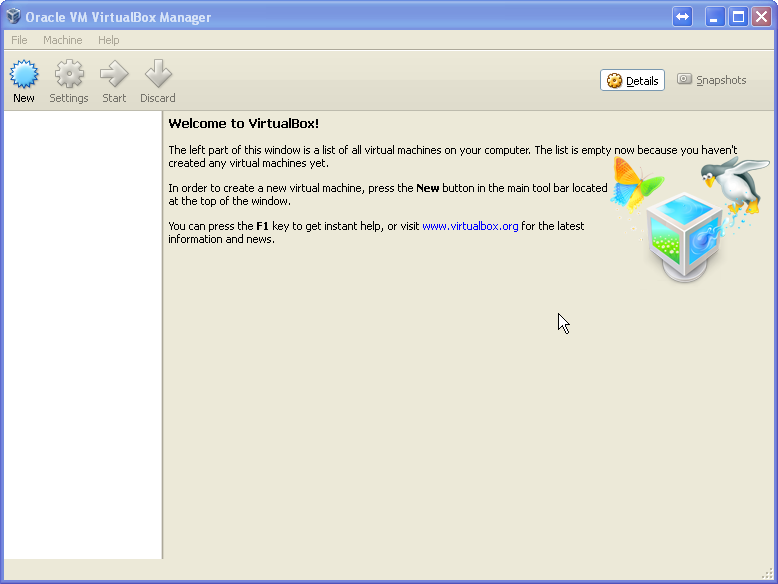 Oracle VM VirtualBox Manager
File Machine Help
New Settings Start Discard
Details Snapshots
Welcome to VirtualBox!
The left part of this window is a list of all virtual machines on your computer. The list is empty now because you haven't
created any virtual machines yet.
In order to create a new virtual machine, press the New button in the main tool bar located
at the top of the window.
You can press the F1 key to get instant help, or visit www.virtualbox.org for the latest
information and news.